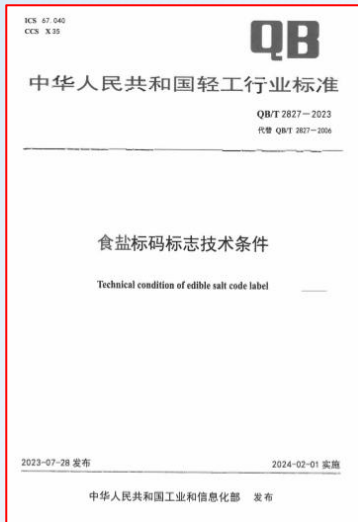 ICS 67.040
CCS X 35
QB
中华人民共和国轻工行业标准
QB/T 2827—2023
代替 QB/T 2827—2006
食盐标码标志技术条件
Technical condition of edible salt code label
2023-07-28 发布
2024-02-01 实施
中华人民共和国工业和信息化部 发布